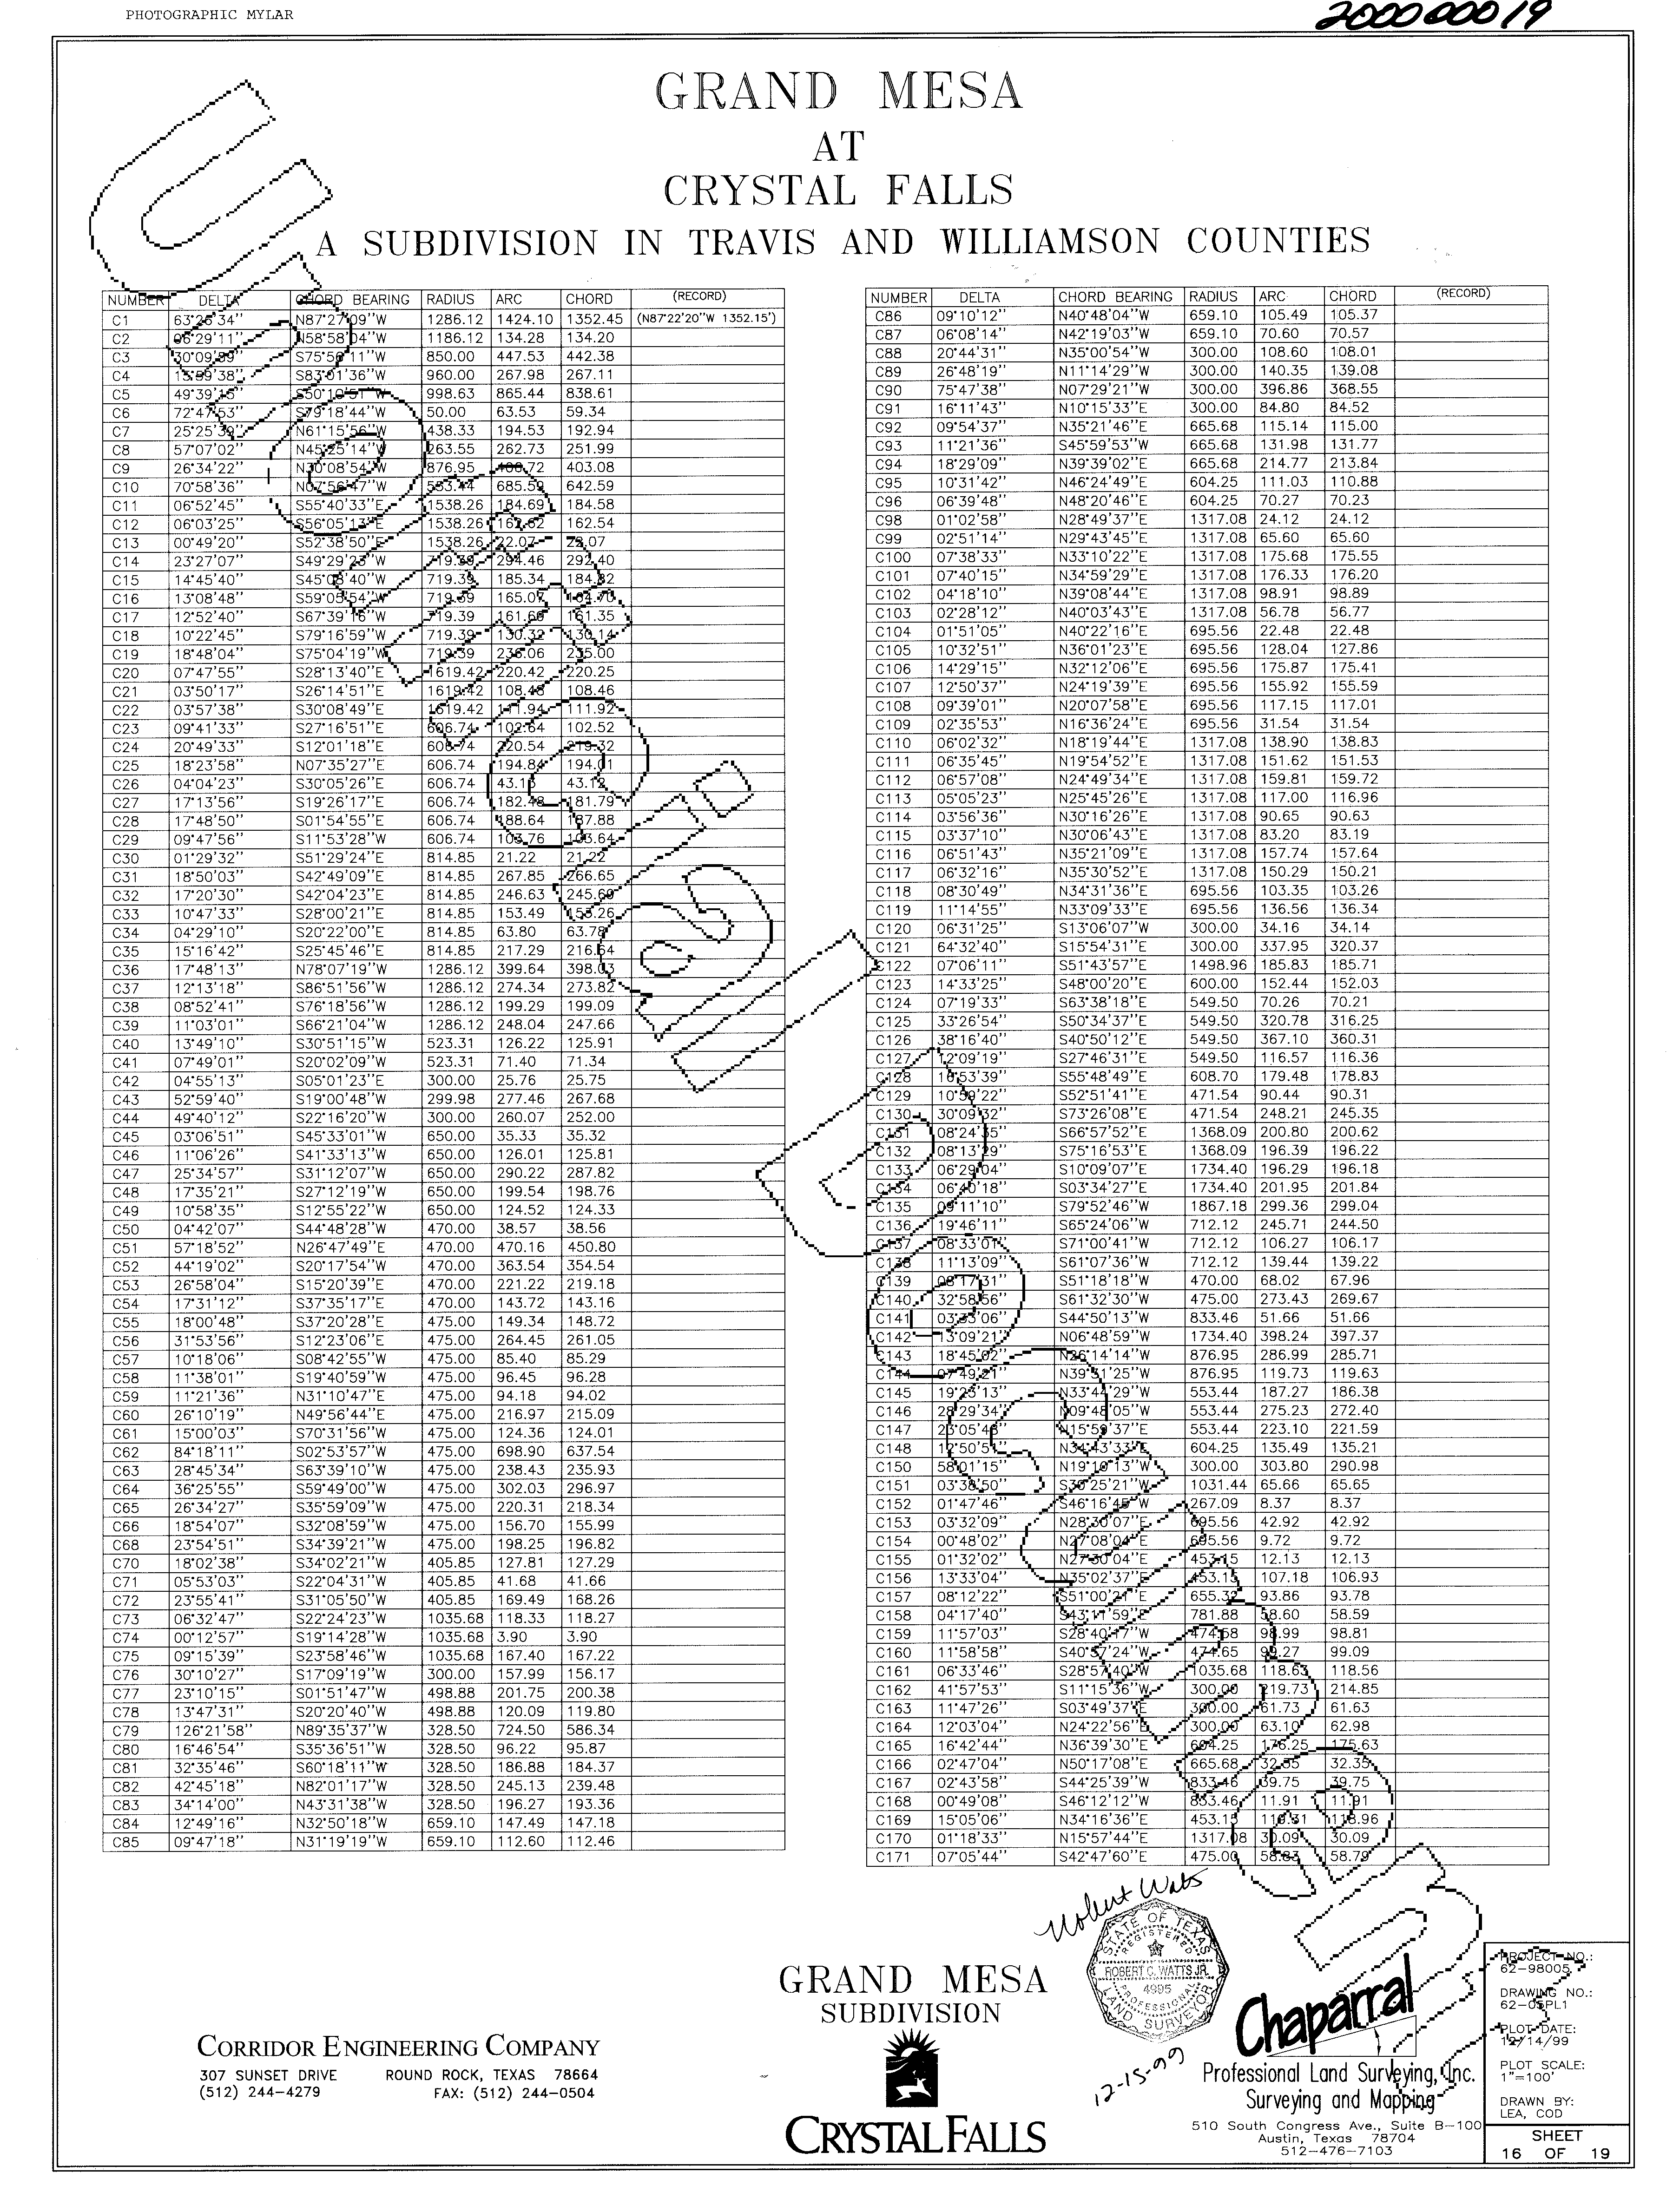 PHOTOGRAPHIC MYLAR
200000019
GRAND MESA
AT
CRYSTAL FALLS
A SUBDIVISION IN TRAVIS AND WILLIAMSON COUNTIES
NUMBER DELTA CHORD BEARING RADIUS ARC CHORD (RECORD)
C1 63°26'34" N87°27'09"W 1286.12 1424.10 1352.45 (N87°22'20"W 1352.15')
C2 06°29'11" N58°58'04"W 1186.12 134.28 134.20
C3 30°09'59" S75°56'11"W 850.00 447.53 442.38
C4 15°59'38" S83°01'36"W 960.00 267.98 267.11
C5 49°39'15" S50°10'51"W 998.63 865.44 838.61
C6 72°47'53" S79°18'44"W 50.00 63.53 59.34
C7 25°25'39" N61°15'56"W 438.33 194.53 192.94
C8 57°07'02" N45°25'14"W 263.55 262.73 251.99
C9 26°34'22" N30°08'54"W 876.95 406.72 403.08
C10 70°58'36" N07°56'47"W 553.44 685.59 642.59
C11 06°52'45" S55°40'33"E 1538.26 184.69 184.58
C12 06°03'25" S56°05'13"E 1538.26 162.62 162.54
C13 00°49'20" S52°38'50"E 1538.26 22.07 22.07
C14 23°27'07" S49°29'23"W 719.39 294.46 292.40
C15 14°45'40" S45°08'40"W 719.39 185.34 184.82
C16 13°08'48" S59°05'54"W 719.39 165.07 164.70
C17 12°52'40" S67°39'16"W 719.39 161.69 161.35
C18 10°22'45" S79°16'59"W 719.39 130.32 130.14
C19 18°48'04" S75°04'19"W 719.39 236.06 235.00
C20 07°47'55" S28°13'40"E 1619.42 220.42 220.25
C21 03°50'17" S26°14'51"E 1619.42 108.48 108.46
C22 03°57'38" S30°08'49"E 1619.42 111.94 111.92
C23 09°41'33" S27°16'51"E 606.74 102.64 102.52
C24 20°49'33" S12°01'18"E 606.74 220.54 219.32
C25 18°23'58" N07°35'27"E 606.74 194.84 194.01
C26 04°04'23" S30°05'26"E 606.74 43.13 43.12
C27 17°13'56" S19°26'17"E 606.74 182.48 181.79
C28 17°48'50" S01°54'55"E 606.74 188.64 187.88
C29 09°47'56" S11°53'28"W 606.74 103.76 103.64
C30 01°29'32" S51°29'24"E 814.85 21.22 21.22
C31 18°50'03" S42°49'09"E 814.85 267.85 266.65
C32 17°20'30" S42°04'23"E 814.85 246.63 245.69
C33 10°47'33" S28°00'21"E 814.85 153.49 153.26
C34 04°29'10" S20°22'00"E 814.85 63.80 63.78
C35 15°16'42" S25°45'46"E 814.85 217.29 216.64
C36 17°48'13" N78°07'19"W 1286.12 399.64 398.03
C37 12°13'18" S86°51'56"W 1286.12 274.34 273.82
C38 08°52'41" S76°18'56"W 1286.12 199.29 199.09
C39 11°03'01" S66°21'04"W 1286.12 248.04 247.66
C40 13°49'10" S30°51'15"W 523.31 126.22 125.91
C41 07°49'01" S20°02'09"W 523.31 71.40 71.34
C42 04°55'13" S05°01'23"E 300.00 25.76 25.75
C43 52°59'40" S19°00'48"W 299.98 277.46 267.68
C44 49°40'12" S22°16'20"W 300.00 260.07 252.00
C45 03°06'51" S45°33'01"W 650.00 35.33 35.32
C46 11°06'26" S41°33'13"W 650.00 126.01 125.81
C47 25°34'57" S31°12'07"W 650.00 290.22 287.82
C48 17°35'21" S27°12'19"W 650.00 199.54 198.76
C49 10°58'35" S12°55'22"W 650.00 124.52 124.33
C50 04°42'07" S44°48'28"W 470.00 38.57 38.56
C51 57°18'52" N26°47'49"E 470.00 470.16 450.80
C52 44°19'02" S20°17'54"W 470.00 363.54 354.54
C53 26°58'04" S15°20'39"E 470.00 221.22 219.18
C54 17°31'12" S37°35'17"E 470.00 143.72 143.16
C55 18°00'48" S37°20'28"E 475.00 149.34 148.72
C56 31°53'56" S12°23'06"E 475.00 264.45 261.05
C57 10°18'06" S08°42'55"W 475.00 85.40 85.29
C58 11°38'01" S19°40'59"W 475.00 96.45 96.28
C59 11°21'36" N31°10'47"E 475.00 94.18 94.02
C60 26°10'19" N49°56'44"E 475.00 216.97 215.09
C61 15°00'03" S70°31'56"W 475.00 124.36 124.01
C62 84°18'11" S02°53'57"W 475.00 698.90 637.54
C63 28°45'34" S63°39'10"W 475.00 238.43 235.93
C64 36°25'55" S59°49'00"W 475.00 302.03 296.97
C65 26°34'27" S35°59'09"W 475.00 220.31 218.34
C66 18°54'07" S32°08'59"W 475.00 156.70 155.99
C68 23°54'51" S34°39'21"W 475.00 198.25 196.82
C70 18°02'38" S34°02'21"W 405.85 127.81 127.29
C71 05°53'03" S22°04'31"W 405.85 41.68 41.66
C72 23°55'41" S31°05'50"W 405.85 169.49 168.26
C73 06°32'47" S22°24'23"W 1035.68 118.33 118.27
C74 00°12'57" S19°14'28"W 1035.68 3.90 3.90
C75 09°15'39" S23°58'46"W 1035.68 167.40 167.22
C76 30°10'27" S17°09'19"W 300.00 157.99 156.17
C77 23°10'15" S01°51'47"W 498.88 201.75 200.38
C78 13°47'31" S20°20'40"W 498.88 120.09 119.80
C79 126°21'58" N89°35'37"W 328.50 724.50 586.34
C80 16°46'54" S35°36'51"W 328.50 96.22 95.87
C81 32°35'46" S60°18'11"W 328.50 186.88 184.37
C82 42°45'18" N82°01'17"W 328.50 245.13 239.48
C83 34°14'00" N43°31'38"W 328.50 196.27 193.36
C84 12°49'16" N32°50'18"W 659.10 147.49 147.18
C85 09°47'18" N31°19'19"W 659.10 112.60 112.46
NUMBER DELTA CHORD BEARING RADIUS ARC CHORD (RECORD)
C86 09°10'12" N40°48'04"W 659.10 105.49 105.37
C87 06°08'14" N42°19'03"W 659.10 70.60 70.57
C88 20°44'31" N35°00'54"W 300.00 108.60 108.01
C89 26°48'19" N11°14'29"W 300.00 140.35 139.08
C90 75°47'38" N07°29'21"W 300.00 396.86 368.55
C91 16°11'43" N10°15'33"E 300.00 84.80 84.52
C92 09°54'37" N35°21'46"E 665.68 115.14 115.00
C93 11°21'36" S45°59'53"W 665.68 131.98 131.77
C94 18°29'09" N39°39'02"E 665.68 214.77 213.84
C95 10°31'42" N46°24'49"E 604.25 111.03 110.88
C96 06°39'48" N48°20'46"E 604.25 70.27 70.23
C98 01°02'58" N28°49'37"E 1317.08 24.12 24.12
C99 02°51'14" N29°43'45"E 1317.08 65.60 65.60
C100 07°38'33" N33°10'22"E 1317.08 175.68 175.55
C101 07°40'15" N34°59'29"E 1317.08 176.33 176.20
C102 04°18'10" N39°08'44"E 1317.08 98.91 98.89
C103 02°28'12" N40°03'43"E 1317.08 56.78 56.77
C104 01°51'05" N40°22'16"E 695.56 22.48 22.48
C105 10°32'51" N36°01'23"E 695.56 128.04 127.86
C106 14°29'15" N32°12'06"E 695.56 175.87 175.41
C107 12°50'37" N24°19'39"E 695.56 155.92 155.59
C108 09°39'01" N20°07'58"E 695.56 117.15 117.01
C109 02°35'53" N16°36'24"E 695.56 31.54 31.54
C110 06°02'32" N18°19'44"E 1317.08 138.90 138.83
C111 06°35'45" N19°54'52"E 1317.08 151.62 151.53
C112 06°57'08" N24°49'34"E 1317.08 159.81 159.72
C113 05°05'23" N25°45'26"E 1317.08 117.00 116.96
C114 03°56'36" N30°16'26"E 1317.08 90.65 90.63
C115 03°37'10" N30°06'43"E 1317.08 83.20 83.19
C116 06°51'43" N35°21'09"E 1317.08 157.74 157.64
C117 06°32'16" N35°30'52"E 1317.08 150.29 150.21
C118 08°30'49" N34°31'36"E 695.56 103.35 103.26
C119 11°14'55" N33°09'33"E 695.56 136.56 136.34
C120 06°31'25" S13°06'07"W 300.00 34.16 34.14
C121 64°32'40" S15°54'31"E 300.00 337.95 320.37
C122 07°06'11" S51°43'57"E 1498.96 185.83 185.71
C123 14°33'25" S48°00'20"E 600.00 152.44 152.03
C124 07°19'33" S63°38'18"E 549.50 70.26 70.21
C125 33°26'54" S50°34'37"E 549.50 320.78 316.25
C126 38°16'40" S40°50'12"E 549.50 367.10 360.31
C127 12°09'19" S27°46'31"E 549.50 116.57 116.36
C128 16°53'39" S55°48'49"E 608.70 179.48 178.83
C129 10°59'22" S52°51'41"E 471.54 90.44 90.31
C130 30°09'32" S73°26'08"E 471.54 248.21 245.35
C131 08°24'35" S66°57'52"E 1368.09 200.80 200.62
C132 08°13'29" S75°16'53"E 1368.09 196.39 196.22
C133 06°29'04" S10°09'07"E 1734.40 196.29 196.18
C134 06°40'18" S03°34'27"E 1734.40 201.95 201.84
C135 09°11'10" S79°52'46"W 1867.18 299.36 299.04
C136 19°46'11" S65°24'06"W 712.12 245.71 244.50
C137 08°33'01" S71°00'41"W 712.12 106.27 106.17
C138 11°13'09" S61°07'36"W 712.12 139.44 139.22
C139 08°17'31" S51°18'18"W 470.00 68.02 67.96
C140 32°58'56" S61°32'30"W 475.00 273.43 269.67
C141 03°33'06" S44°50'13"W 833.46 51.66 51.66
C142 13°09'21" N06°48'59"W 1734.40 398.24 397.37
C143 18°45'02" N26°14'14"W 876.95 286.99 285.71
C144 07°49'21" N39°31'25"W 876.95 119.73 119.63
C145 19°23'13" N33°44'29"W 553.44 187.27 186.38
C146 28°29'34" N09°48'05"W 553.44 275.23 272.40
C147 23°05'48" N15°59'37"E 553.44 223.10 221.59
C148 12°50'51" N34°43'33"E 604.25 135.49 135.21
C150 58°01'15" N19°10'13"W 300.00 303.80 290.98
C151 03°38'50" S30°25'21"W 1031.44 65.66 65.65
C152 01°47'46" S46°16'45"W 267.09 8.37 8.37
C153 03°32'09" N28°30'07"E 695.56 42.92 42.92
C154 00°48'02" N27°08'04"E 695.56 9.72 9.72
C155 01°32'02" N27°30'04"E 453.15 12.13 12.13
C156 13°33'04" N35°02'37"E 453.15 107.18 106.93
C157 08°12'22" S51°00'21"E 655.32 93.86 93.78
C158 04°17'40" S43°11'59"E 781.88 58.60 58.59
C159 11°57'03" S28°40'17"W 474.58 98.99 98.81
C160 11°58'58" S40°57'24"W 474.65 99.27 99.09
C161 06°33'46" S28°57'40"W 1035.68 118.63 118.56
C162 41°57'53" S11°15'36"W 300.00 219.73 214.85
C163 11°47'26" S03°49'37"E 300.00 61.73 61.63
C164 12°03'04" N24°22'56"E 300.00 63.10 62.98
C165 16°42'44" N36°39'30"E 604.25 176.25 175.63
C166 02°47'04" N50°17'08"E 665.68 32.35 32.35
C167 02°43'58" S44°25'39"W 833.46 39.75 39.75
C168 00°49'08" S46°12'12"W 833.46 11.91 11.91
C169 15°05'06" N34°16'36"E 453.15 119.31 118.96
C170 01°18'33" N15°57'44"E 1317.08 30.09 30.09
C171 07°05'44" S42°47'60"E 475.00 58.83 58.79
Unofficial Document
Robert Watts
STATE OF TEXAS
REGISTERED
ROBERT C. WATTS JR.
4995
PROFESSIONAL
LAND SURVEYOR
12-15-99
GRAND MESA
SUBDIVISION
CRYSTAL FALLS
CORRIDOR ENGINEERING COMPANY
307 SUNSET DRIVE ROUND ROCK, TEXAS 78664
(512) 244-4279 FAX: (512) 244-0504
Chaparral
Professional Land Surveying, Inc.
Surveying and Mapping
510 South Congress Ave., Suite B-100
Austin, Texas 78704
512-476-7103
PROJECT NO.:
62-98005
DRAWING NO.:
62-05PL1
PLOT DATE:
12/14/99
PLOT SCALE:
1"=100'
DRAWN BY:
LEA, COD
SHEET
16 OF 19